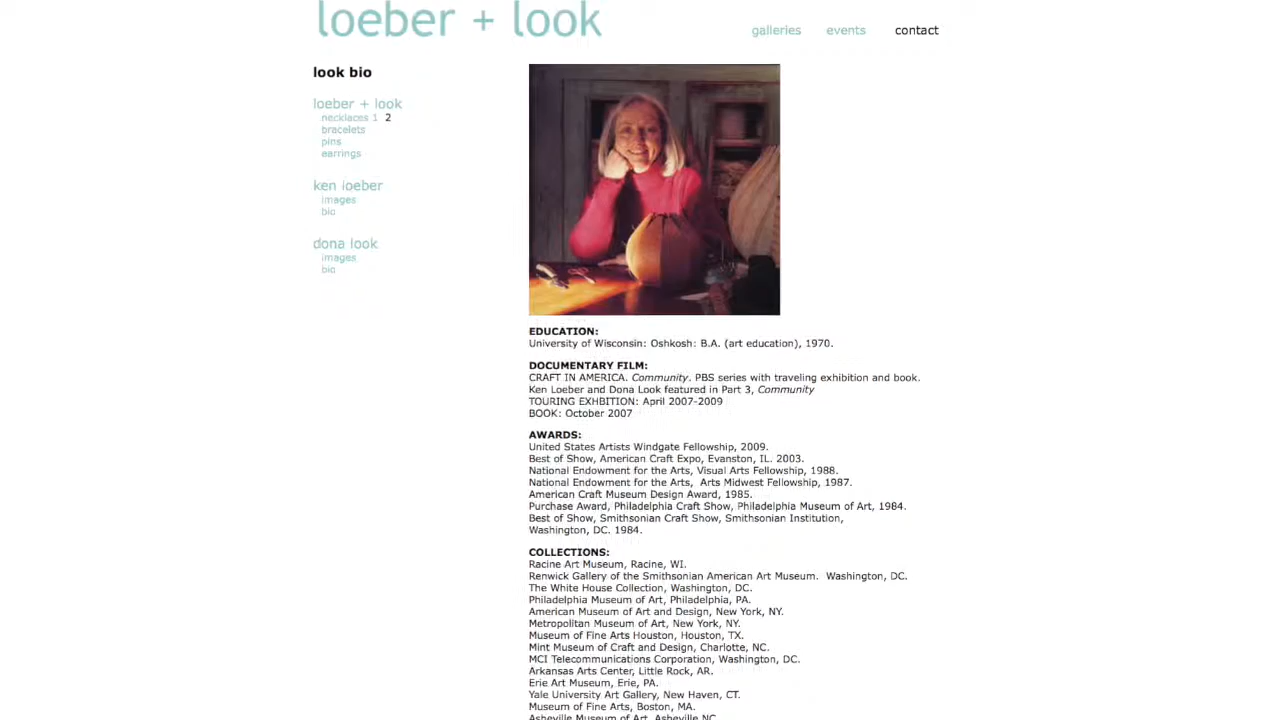 loeber + look
galleries events contact
look bio
loeber + look
necklaces 1 2
bracelets
pins
earrings
ken loeber
images
bio
dona look
images
bio
EDUCATION:
University of Wisconsin: Oshkosh: B.A. (art education), 1970.
DOCUMENTARY FILM:
CRAFT IN AMERICA. Community. PBS series with traveling exhibition and book.
Ken Loeber and Dona Look featured in Part 3, Community
TOURING EXHBITION: April 2007-2009
BOOK: October 2007
AWARDS:
United States Artists Windgate Fellowship, 2009.
Best of Show, American Craft Expo, Evanston, IL. 2003.
National Endowment for the Arts, Visual Arts Fellowship, 1988.
National Endowment for the Arts, Arts Midwest Fellowship, 1987.
American Craft Museum Design Award, 1985.
Purchase Award, Philadelphia Craft Show, Philadelphia Museum of Art, 1984.
Best of Show, Smithsonian Craft Show, Smithsonian Institution,
Washington, DC. 1984.
COLLECTIONS:
Racine Art Museum, Racine, WI.
Renwick Gallery of the Smithsonian American Art Museum. Washington, DC.
The White House Collection, Washington, DC.
Philadelphia Museum of Art, Philadelphia, PA.
American Museum of Art and Design, New York, NY.
Metropolitan Museum of Art, New York, NY.
Museum of Fine Arts Houston, Houston, TX.
Mint Museum of Craft and Design, Charlotte, NC.
MCI Telecommunications Corporation, Washington, DC.
Arkansas Arts Center, Little Rock, AR.
Erie Art Museum, Erie, PA.
Yale University Art Gallery, New Haven, CT.
Museum of Fine Arts, Boston, MA.
Asheville Museum of Art, Asheville NC